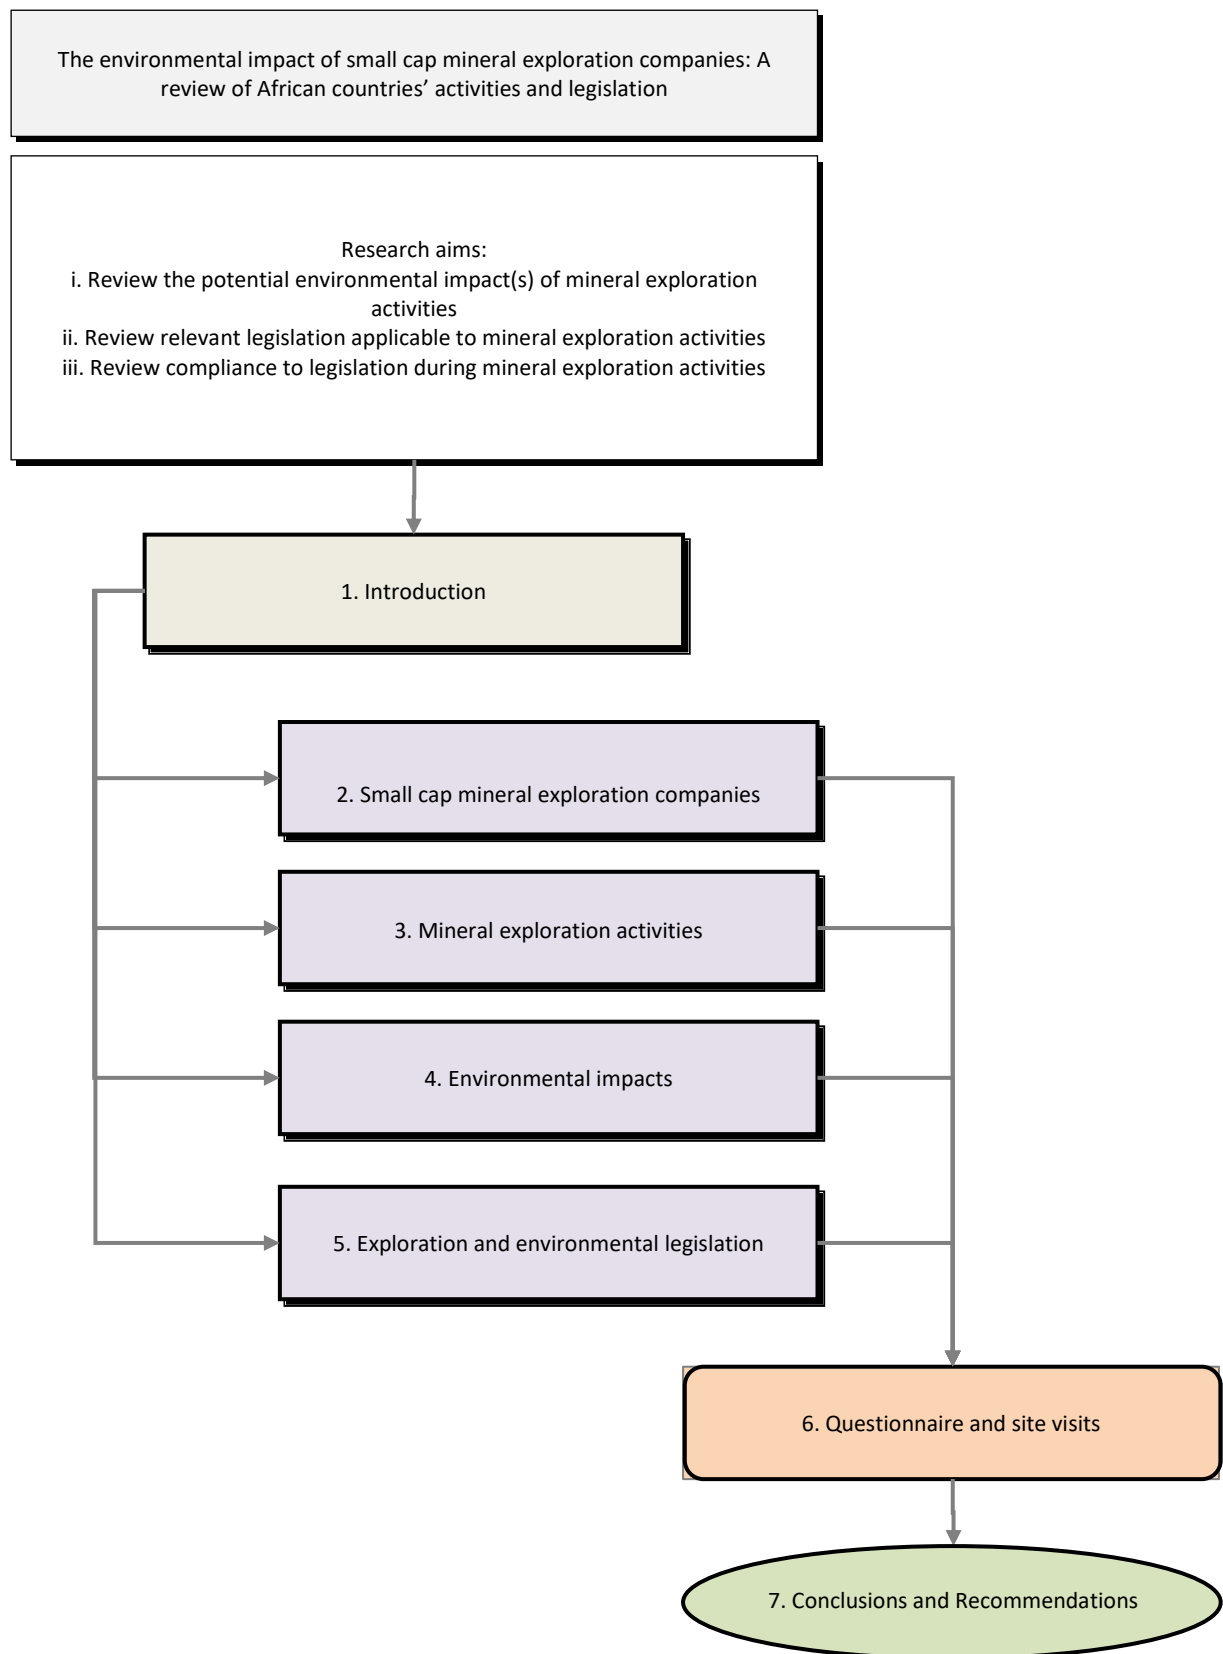 The environmental impact of small cap mineral exploration companies: A
review of African countries’ activities and legislation
Research aims:
i. Review the potential environmental impact(s) of mineral exploration
activities
ii. Review relevant legislation applicable to mineral exploration activities
iii. Review compliance to legislation during mineral exploration activities
1. Introduction
2. Small cap mineral exploration companies
3. Mineral exploration activities
4. Environmental impacts
5. Exploration and environmental legislation
6. Questionnaire and site visits
7. Conclusions and Recommendations